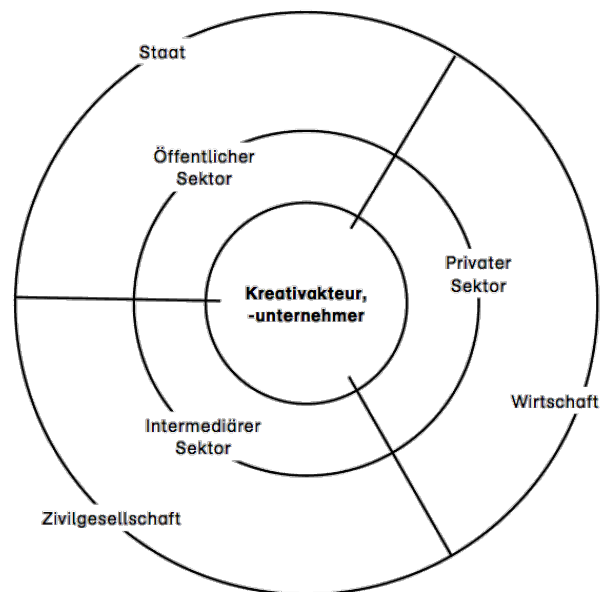 Staat
Öffentlicher
Sektor
Privater
Sektor
Kreativakteur,
-unternehmer
Wirtschaft
Intermediärer
Sektor
Zivilgesellschaft